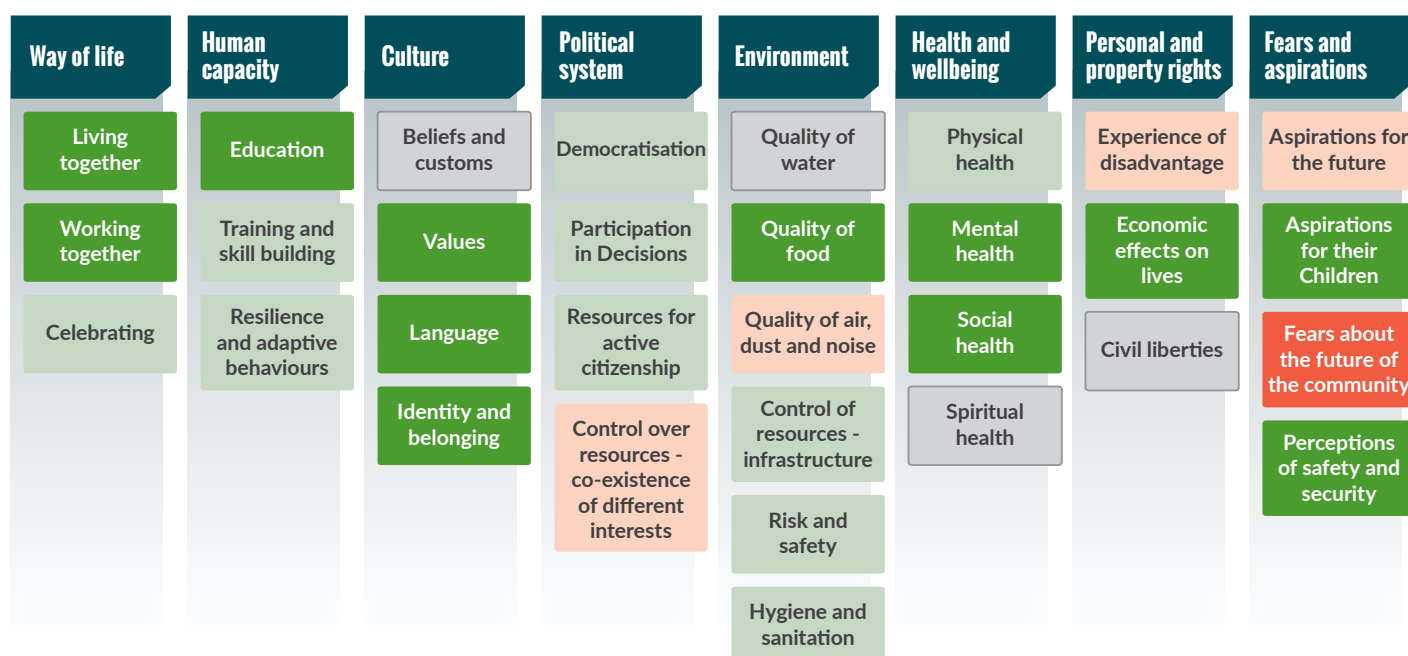 Way of life
Living
together
Working
together
Celebrating
Human
capacity
Education
Training and
skill building
Resilience
and adaptive
behaviours
Culture
Beliefs and
customs
Values
Language
Identity and
belonging
Political
system
Democratisation
Participation
in Decisions
Resources for
active
citizenship
Control over
resources -
co-existence
of different
interests
Environment
Quality of
water
Quality of
food
Quality of air,
dust and noise
Control of
resources -
infrastructure
Risk and
safety
Hygiene and
sanitation
Health and
wellbeing
Physical
health
Mental
health
Social
health
Spiritual
health
Personal and
property rights
Experience of
disadvantage
Economic
effects on
lives
Civil liberties
Fears and
aspirations
Aspirations for
the future
Aspirations
for their
Children
Fears about
the future of
the community
Perceptions
of safety and
security